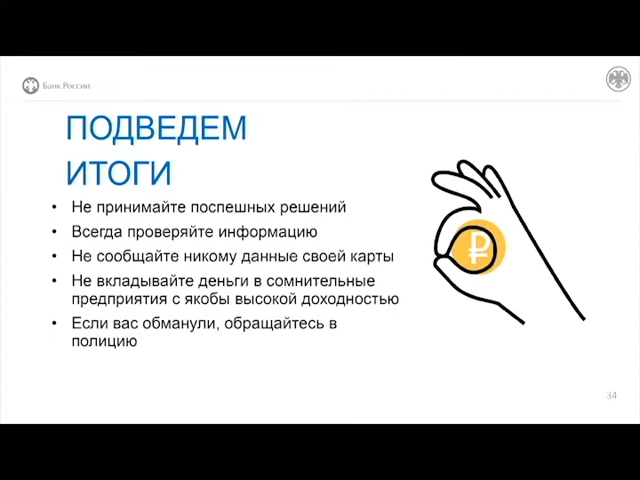 Банк России
ПОДВЕДЕМ
ИТОГИ
• Не принимайте поспешных решений
• Всегда проверяйте информацию
• Не сообщайте никому данные своей карты
• Не вкладывайте деньги в сомнительные
предприятия с якобы высокой доходностью
• Если вас обманули, обращайтесь в
полицию
₽
34